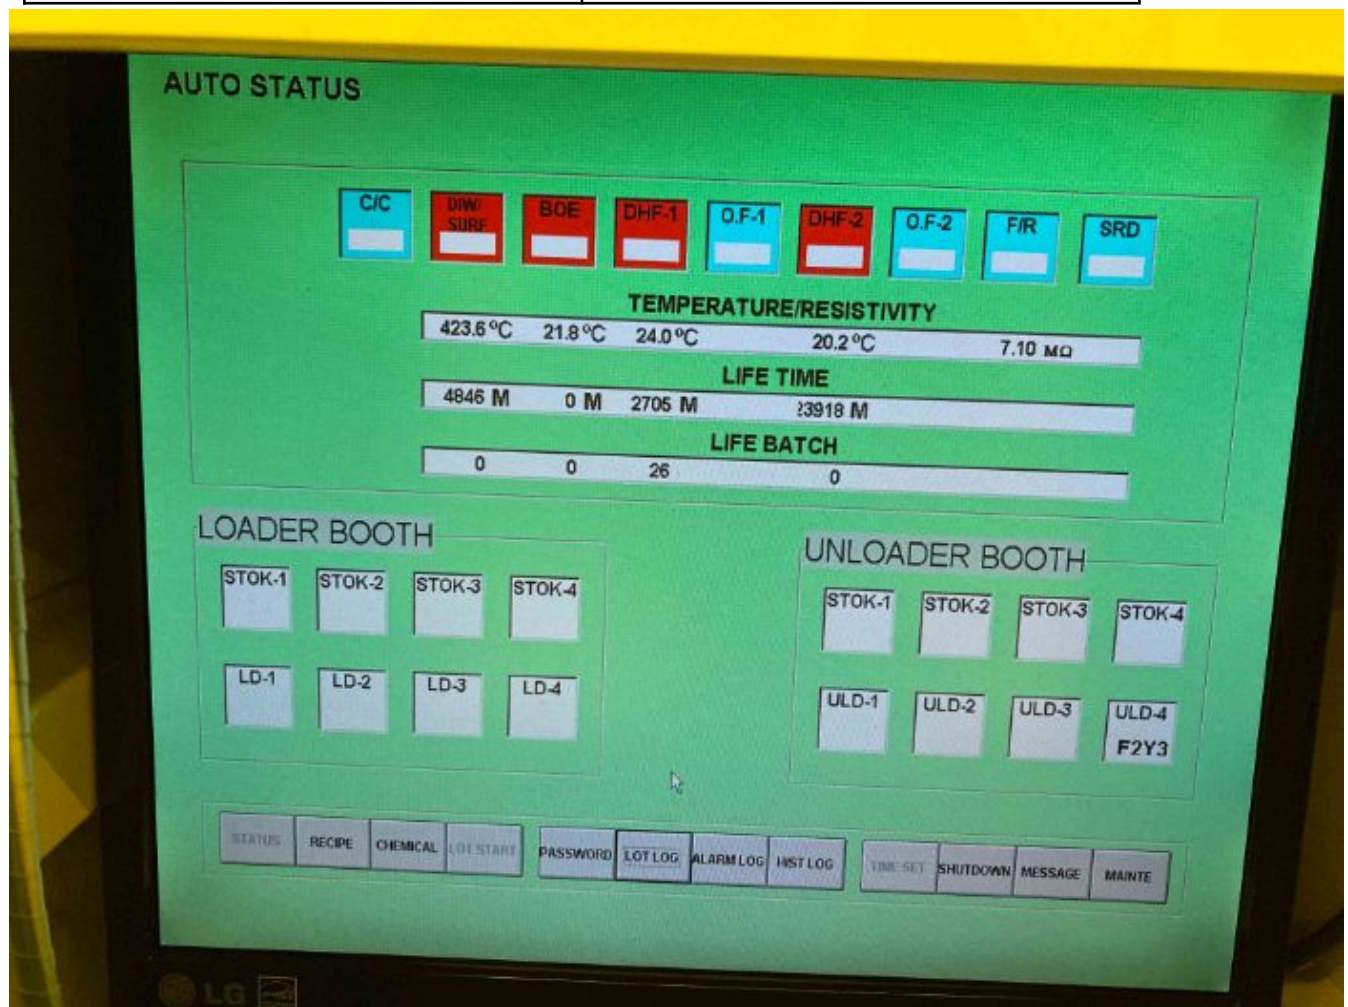 AUTO STATUS
C/C DIW/ BOE DHF-1 O.F-1 DHF-2 O.F-2 F/R SRD
SURF
TEMPERATURE/RESISTIVITY
423.6°C 21.8°C 24.0°C 20.2°C 7.10 MΩ
LIFE TIME
4846 M 0 M 2705 M 23918 M
LIFE BATCH
0 0 26 0
LOADER BOOTH
STOK-1 STOK-2 STOK-3 STOK-4
LD-1 LD-2 LD-3 LD-4
UNLOADER BOOTH
STOK-1 STOK-2 STOK-3 STOK-4
ULD-1 ULD-2 ULD-3 ULD-4
F2Y3
STATUS RECIPE CHEMICAL LOT START PASSWORD LOT LOG ALARM LOG HIST LOG TIME SET SHUTDOWN MESSAGE MAINTE
LG